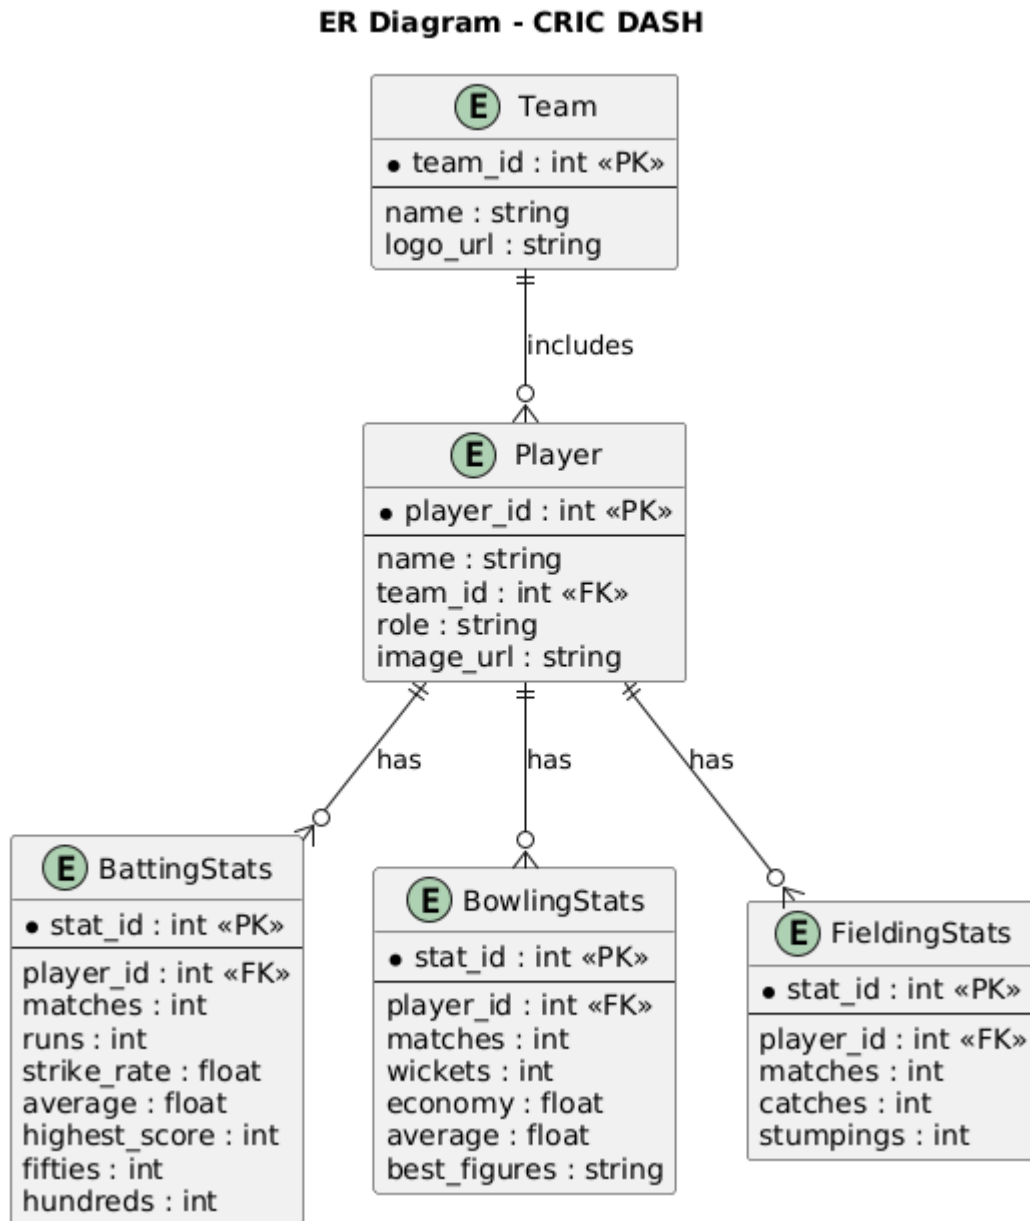 ER Diagram - CRIC DASH
E Team
• team_id : int «PK»
name : string
logo_url : string
includes
E Player
• player_id : int «PK»
name : string
team_id : int «FK»
role : string
image_url : string
has
has
has
E BattingStats
• stat_id : int «PK»
player_id : int «FK»
matches : int
runs : int
strike_rate : float
average : float
highest_score : int
fifties : int
hundreds : int
E BowlingStats
• stat_id : int «PK»
player_id : int «FK»
matches : int
wickets : int
economy : float
average : float
best_figures : string
E FieldingStats
• stat_id : int «PK»
player_id : int «FK»
matches : int
catches : int
stumpings : int